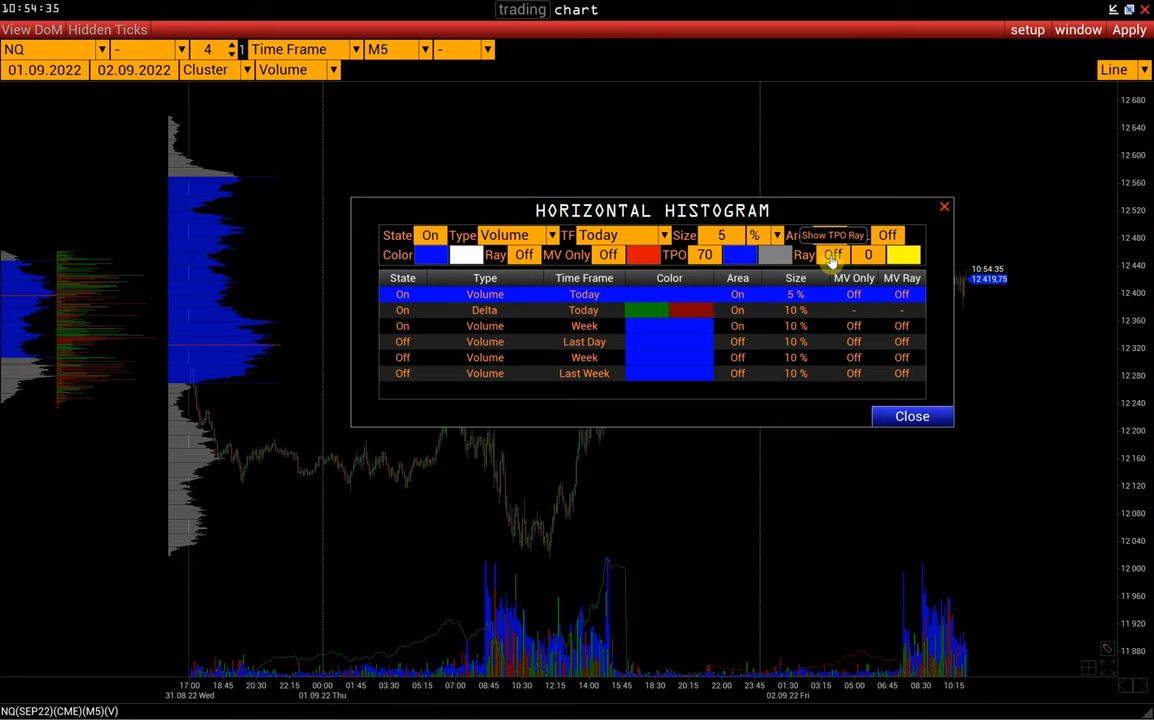 10:54:35 trading chart
View DoM Hidden Ticks setup window Apply
NQ - 4 1 Time Frame M5 -
01.09.2022 02.09.2022 Cluster Volume Line
12 680
12 640
12 600
12 560
12 520
12 480
12 440
12 400
12 360
12 320
12 280
12 240
12 200
12 160
12 120
12 080
12 040
12 000
11 960
11 920
11 880
10:54:35
12 419,75
HORIZONTAL HISTOGRAM
State On Type Volume TF Today Size 5 % Show TPO Ray Off
Color Ray Off MV Only Off TPO 70 Ray Off 0
State Type Time Frame Color Area Size MV Only MV Ray
On Volume Today On 5 % Off Off
On Delta Today On 10 % - -
On Volume Week On 10 % Off Off
Off Volume Last Day Off 10 % Off Off
Off Volume Week Off 10 % Off Off
Off Volume Last Week Off 10 % Off Off
Close
17:00 18:45 20:30 22:15 00:00 01:45 03:30 05:15 07:00 08:45 10:30 12:15 14:00 15:45 18:30 20:15 22:00 23:45 01:30 03:15 05:00 06:45 08:30 10:15
31.08.22 Wed 01.09.22 Thu 02.09.22 Fri
NQ(SEP22)(CME)(M5)(V)